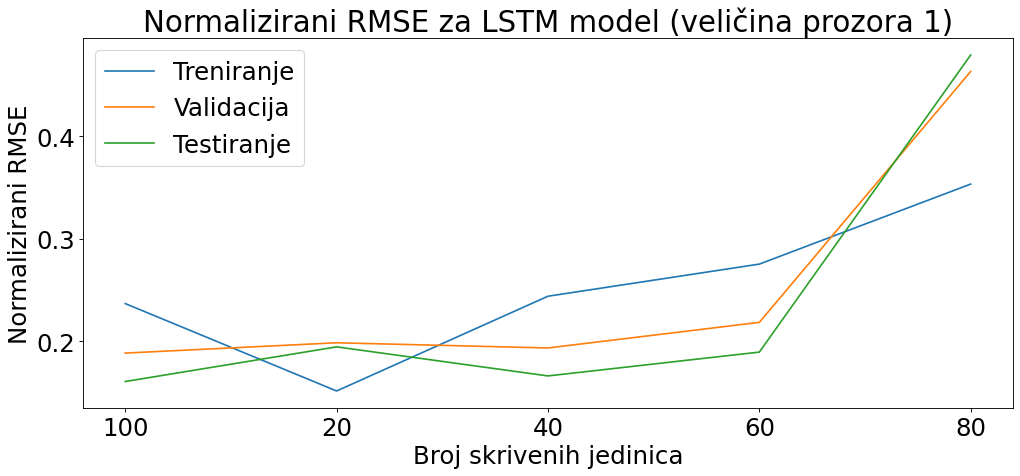 Normalizirani RMSE za LSTM model (veličina prozora 1)
Treniranje
Validacija
Testiranje
Normalizirani RMSE
0.4
0.3
0.2
100 20 40 60 80
Broj skrivenih jedinica